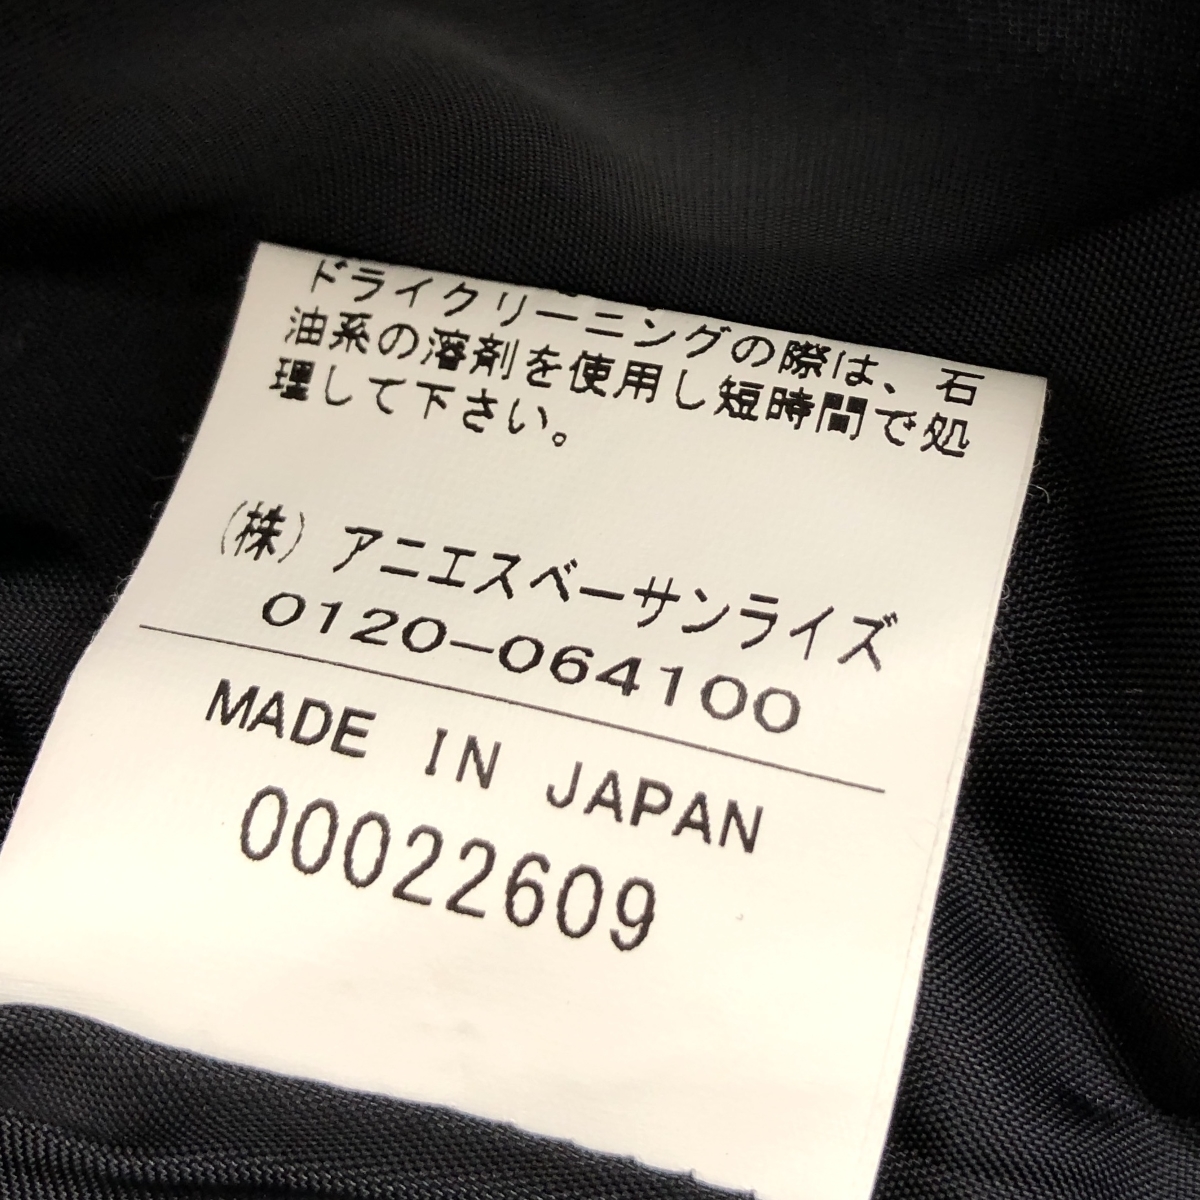 ドライクリーニングの際は、石
油系の溶剤を使用し短時間で処
理して下さい。
(株)アニエスベーサンライズ
0120-064100
MADE IN JAPAN
00022609